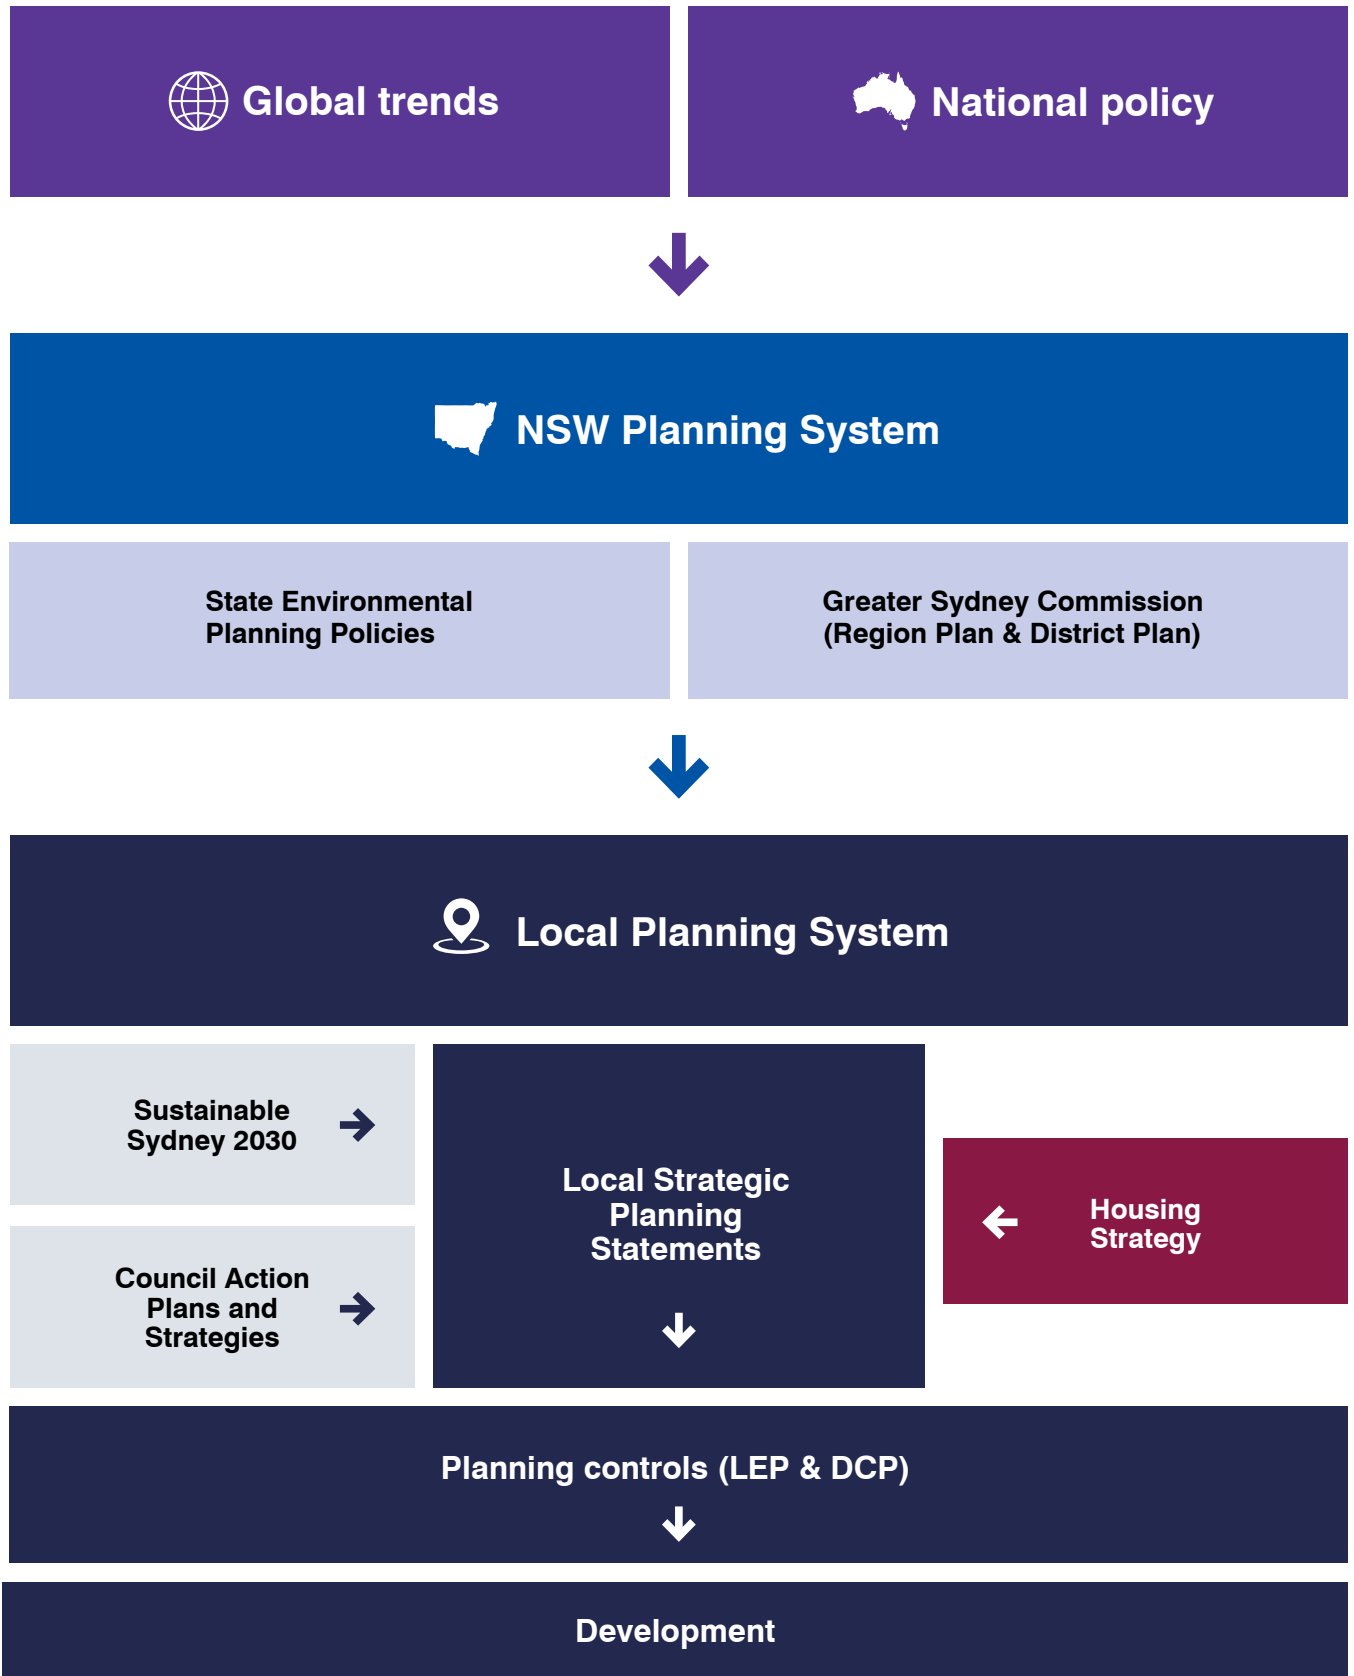 Global trends
National policy
NSW Planning System
State Environmental
Planning Policies
Greater Sydney Commission
(Region Plan & District Plan)
Local Planning System
Sustainable
Sydney 2030
Council Action
Plans and
Strategies
Local Strategic
Planning
Statements
Housing
Strategy
Planning controls (LEP & DCP)
Development